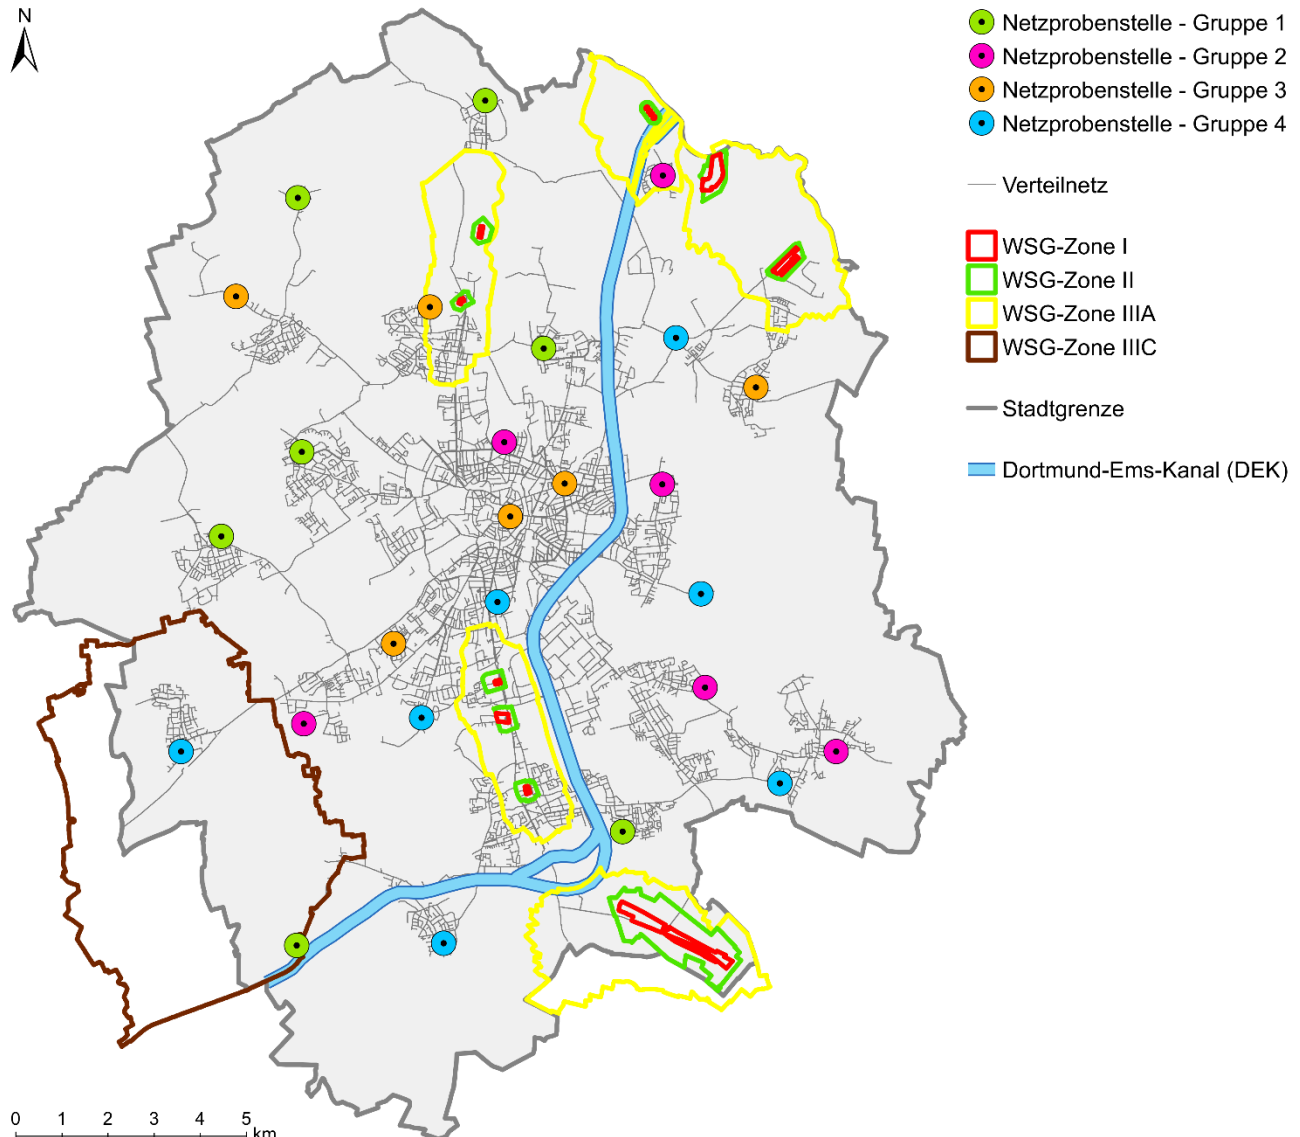 N
Netzprobenstelle - Gruppe 1
Netzprobenstelle - Gruppe 2
Netzprobenstelle - Gruppe 3
Netzprobenstelle - Gruppe 4
Verteilnetz
WSG-Zone I
WSG-Zone II
WSG-Zone IIIA
WSG-Zone IIIC
Stadtgrenze
Dortmund-Ems-Kanal (DEK)
0 1 2 3 4 5
km